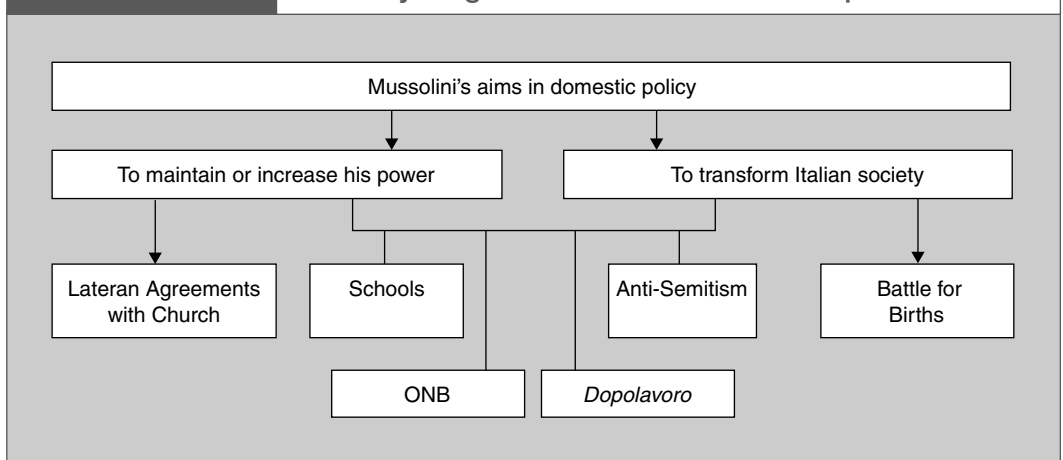 Mussolini's aims in domestic policy
To maintain or increase his power
To transform Italian society
Lateran Agreements
with Church
Schools
Anti-Semitism
Battle for
Births
ONB
Dopolavoro